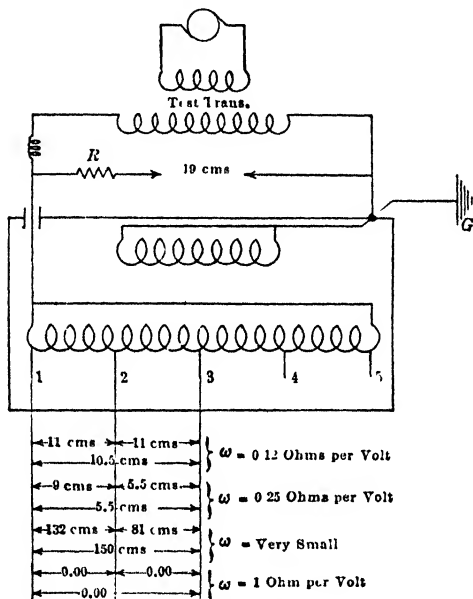 Test Trans.
R
19 cms
G
1 2 3 4 5
11 cms 11 cms
10.5 cms
ω = 0 12 Ohms per Volt
9 cms 5.5 cms
5.5 cms
ω = 0 25 Ohms per Volt
132 cms 81 cms
150 cms
ω = Very Small
0.00 0.00
0.00
ω = 1 Ohm per Volt